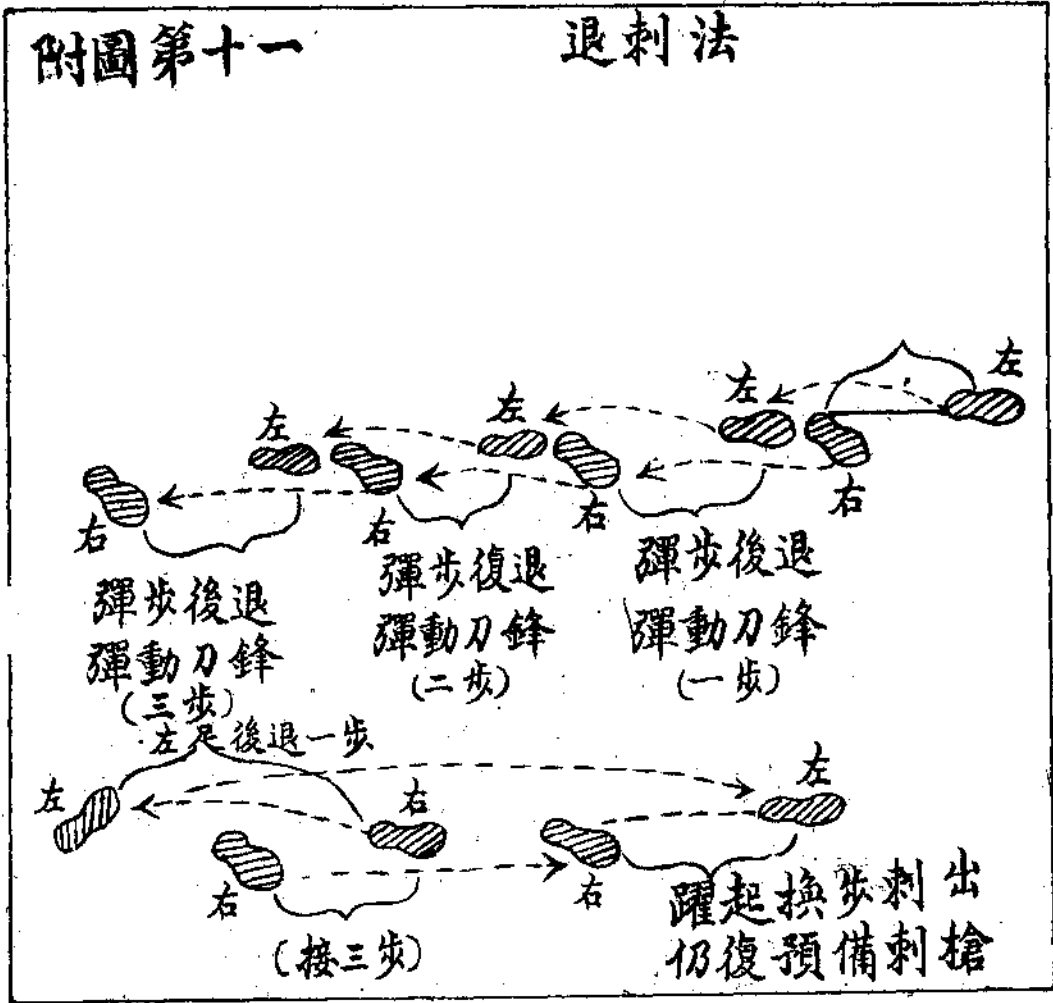 附圖第十一
退刺法
左
左
左
左
右
右
右
右
彈步後退
彈動刀鋒
(一步)
彈步復退
彈動刀鋒
(二步)
彈步後退
彈動刀鋒
(三步)
左足後退一步
左
右
左
右
右
(接三步)
躍起換步刺出
仍復預備刺槍